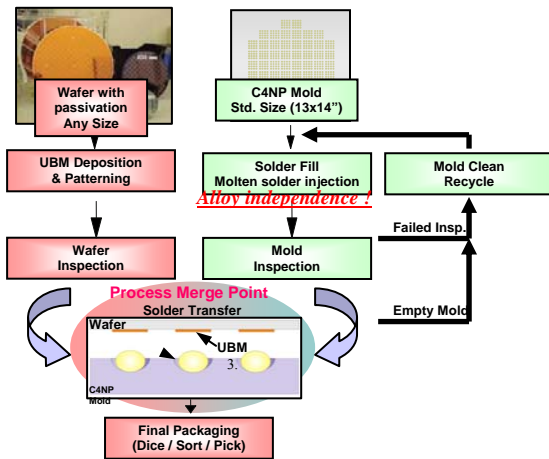 Wafer with
passivation
Any Size
C4NP Mold
Std. Size (13x14”)
UBM Deposition
& Patterning
Solder Fill
Molten solder injection
Alloy independence !
Mold Clean
Recycle
Wafer
Inspection
Mold
Inspection
Failed Insp.
Process Merge Point
Solder Transfer
Empty Mold
Wafer
UBM
3.
C4NP
Mold
Final Packaging
(Dice / Sort / Pick)